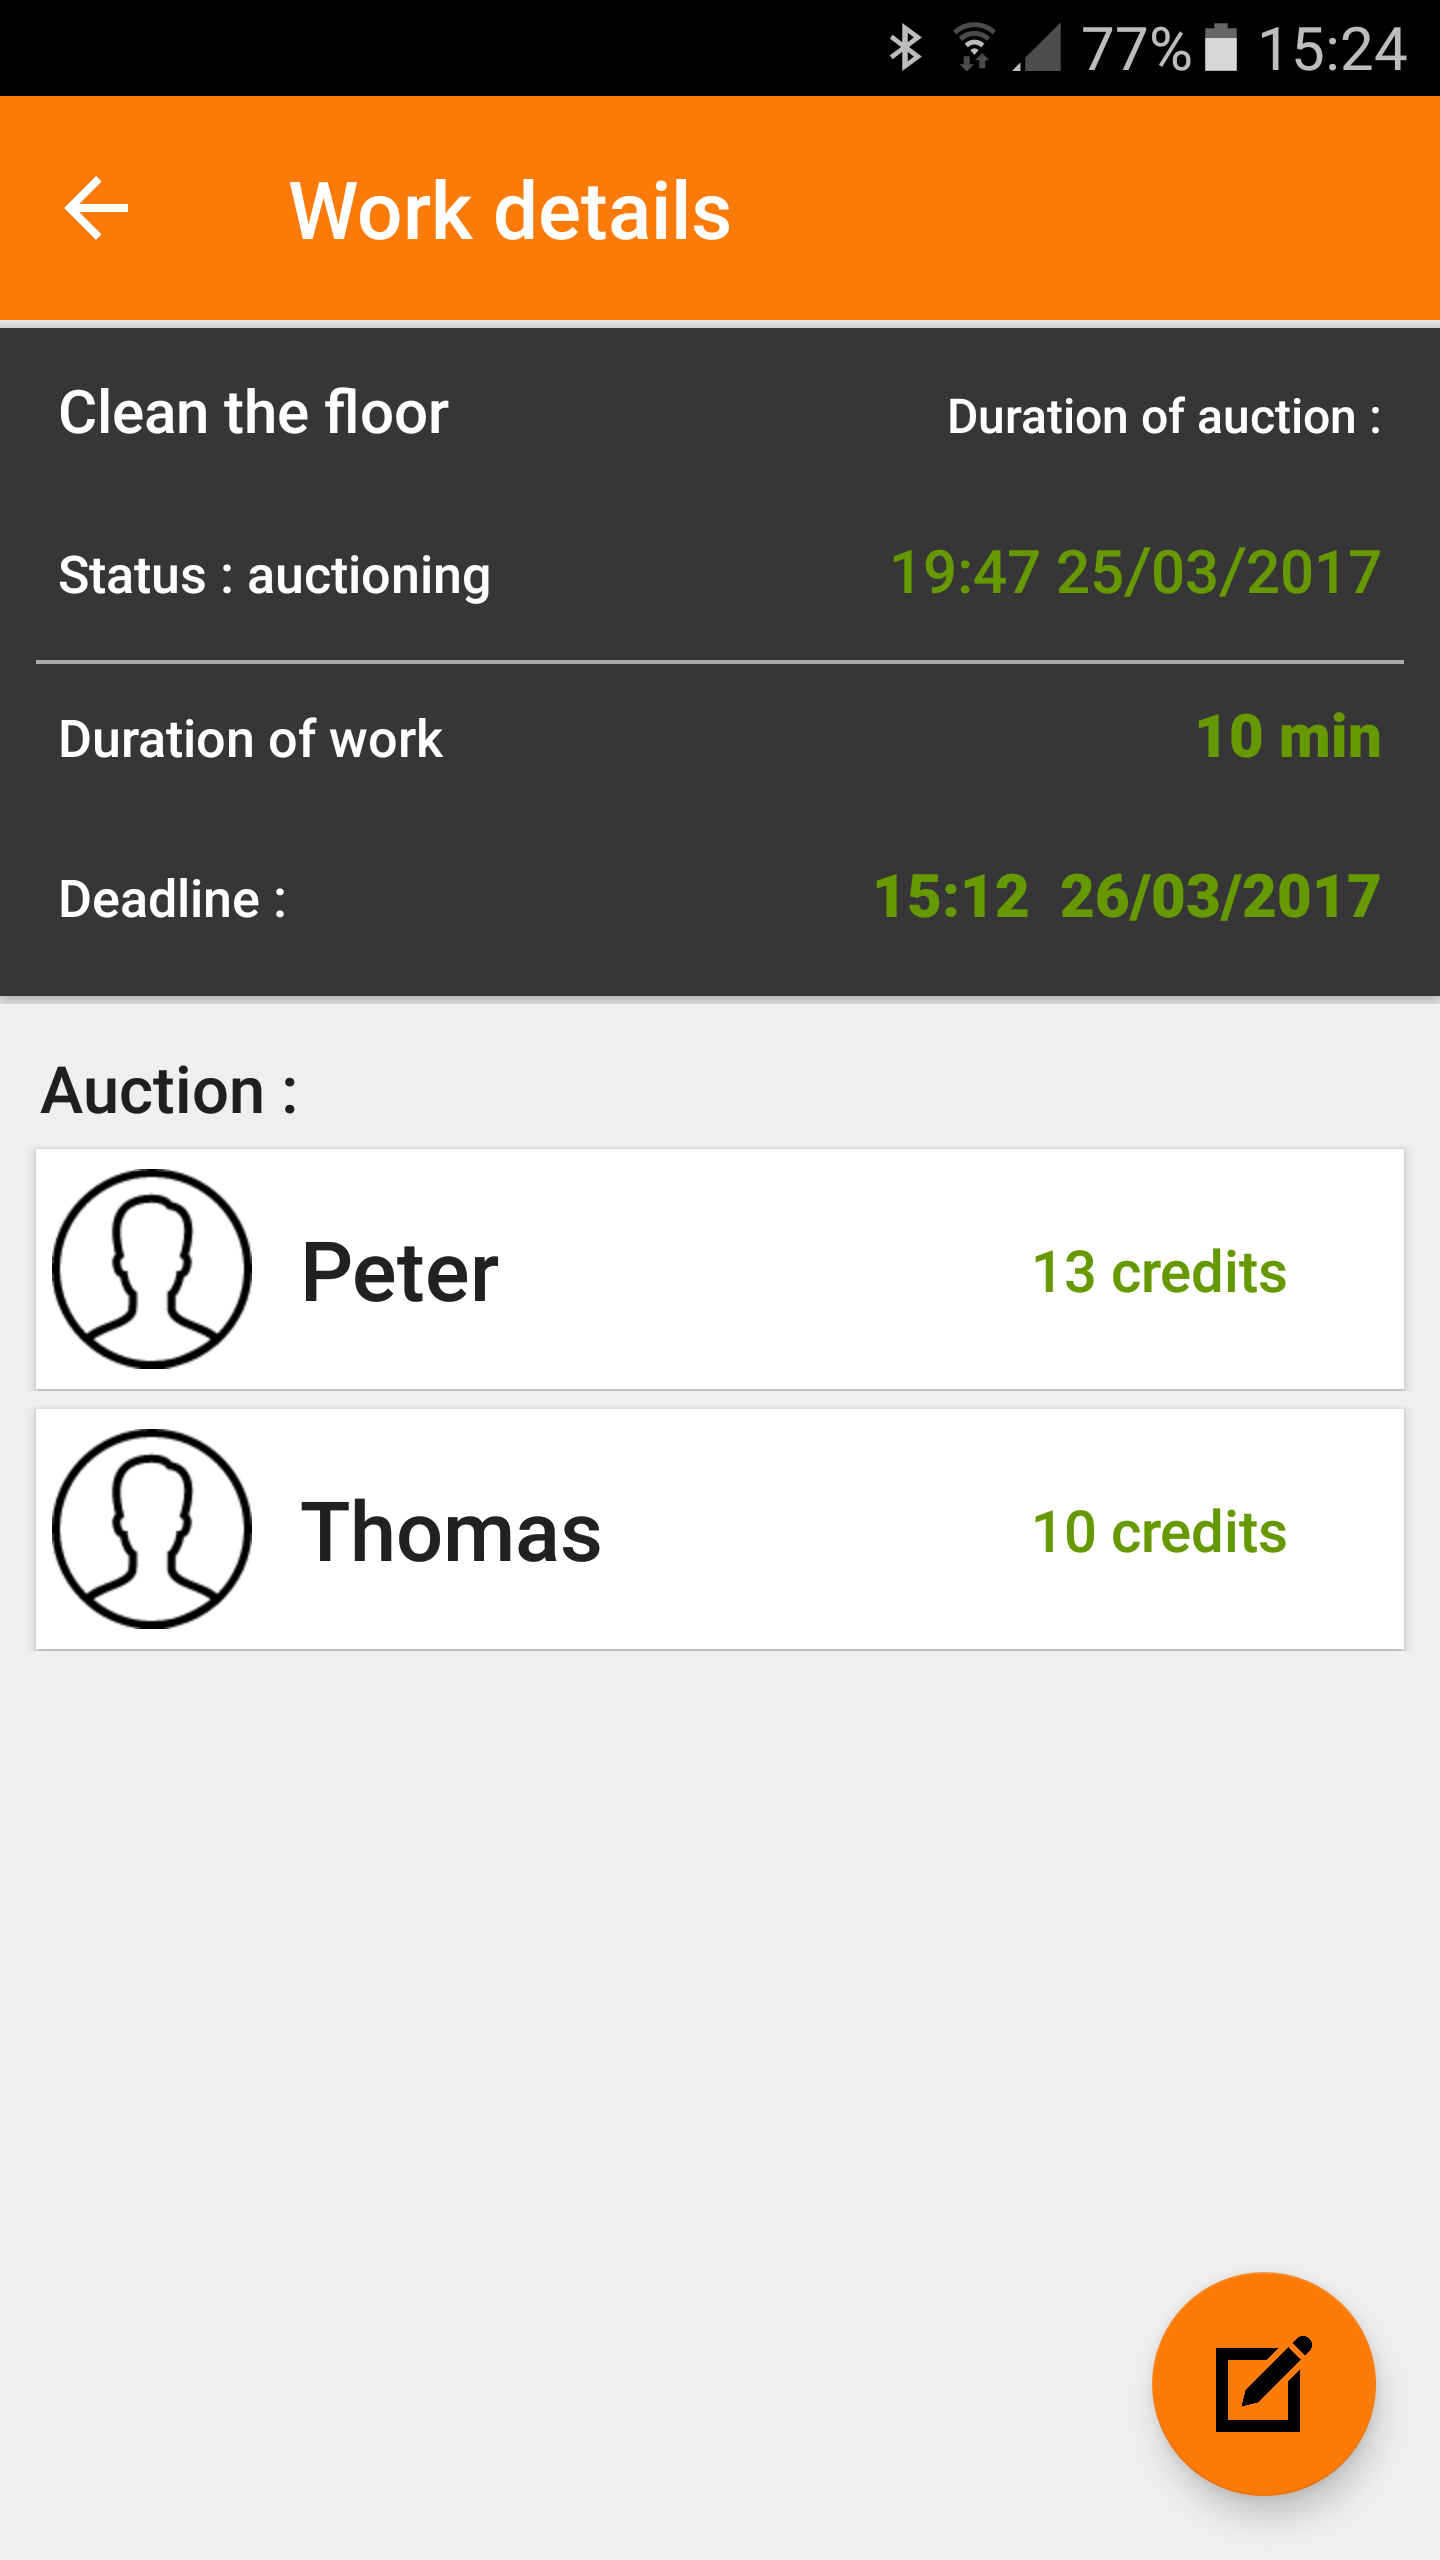 77% 15:24
Work details
Clean the floor
Duration of auction :
Status : auctioning
19:47 25/03/2017
Duration of work
10 min
Deadline :
15:12  26/03/2017
Auction :
Peter
13 credits
Thomas
10 credits